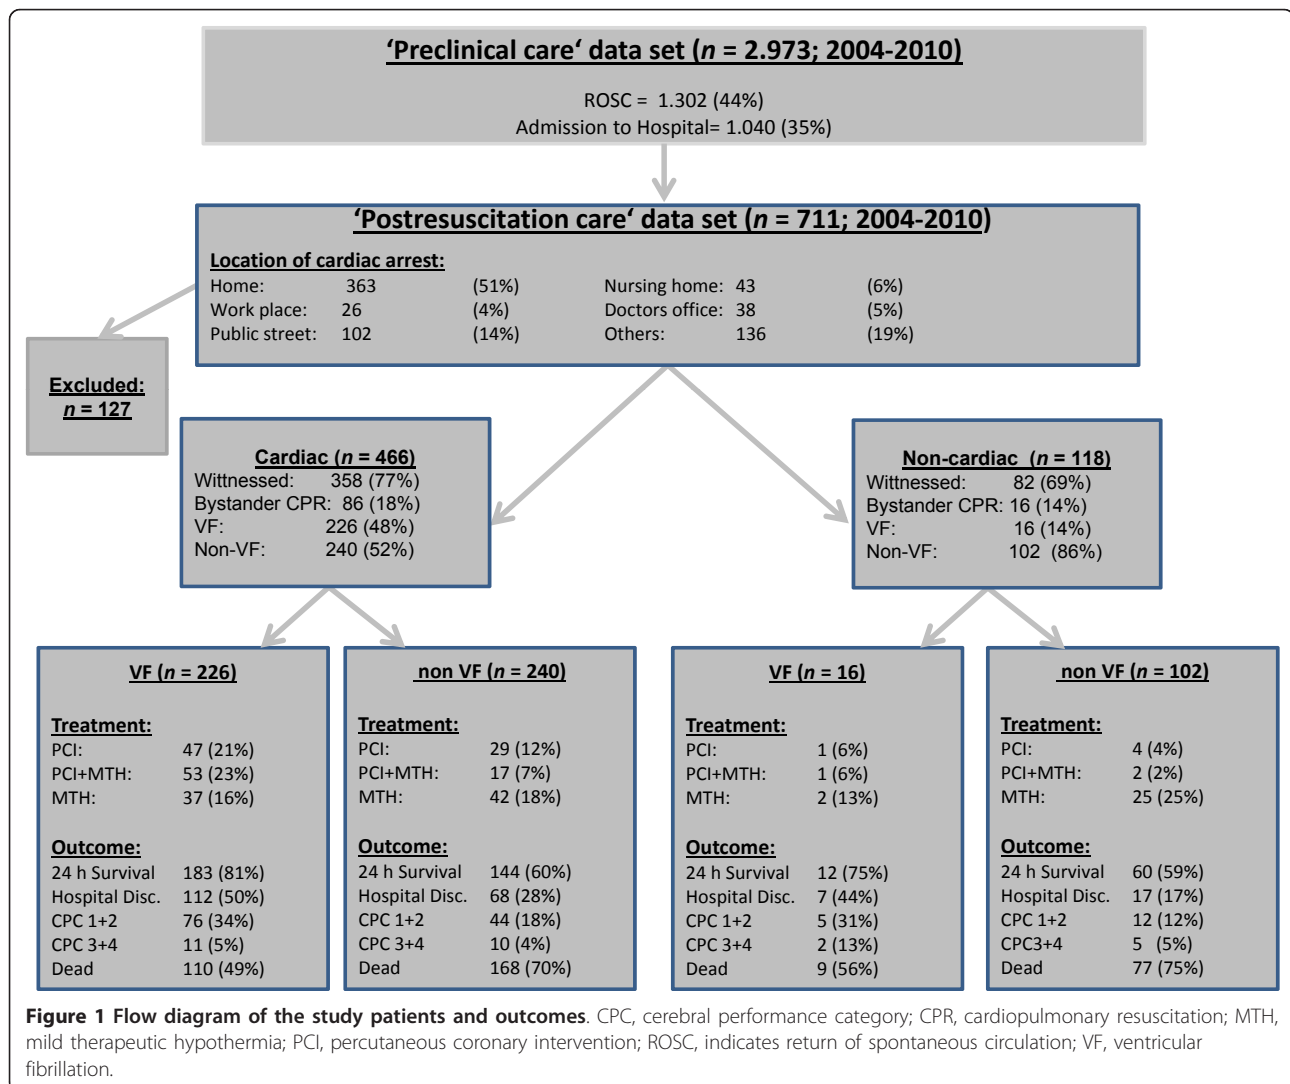 ‘Preclinical care‘ data set (n = 2.973; 2004-2010)
ROSC = 1.302 (44%)
Admission to Hospital= 1.040 (35%)
‘Postresuscitation care‘ data set (n = 711; 2004-2010)
Location of cardiac arrest:
Home: 363 (51%) Nursing home: 43 (6%)
Work place: 26 (4%) Doctors office: 38 (5%)
Public street: 102 (14%) Others: 136 (19%)
Excluded:
n = 127
Cardiac (n = 466)
Wittnessed: 358 (77%)
Bystander CPR: 86 (18%)
VF: 226 (48%)
Non-VF: 240 (52%)
Non-cardiac (n = 118)
Wittnessed: 82 (69%)
Bystander CPR: 16 (14%)
VF: 16 (14%)
Non-VF: 102 (86%)
VF (n = 226)
Treatment:
PCI: 47 (21%)
PCI+MTH: 53 (23%)
MTH: 37 (16%)
Outcome:
24 h Survival 183 (81%)
Hospital Disc. 112 (50%)
CPC 1+2 76 (34%)
CPC 3+4 11 (5%)
Dead 110 (49%)
non VF (n = 240)
Treatment:
PCI: 29 (12%)
PCI+MTH: 17 (7%)
MTH: 42 (18%)
Outcome:
24 h Survival 144 (60%)
Hospital Disc. 68 (28%)
CPC 1+2 44 (18%)
CPC 3+4 10 (4%)
Dead 168 (70%)
VF (n = 16)
Treatment:
PCI: 1 (6%)
PCI+MTH: 1 (6%)
MTH: 2 (13%)
Outcome:
24 h Survival 12 (75%)
Hospital Disc. 7 (44%)
CPC 1+2 5 (31%)
CPC 3+4 2 (13%)
Dead 9 (56%)
non VF (n = 102)
Treatment:
PCI: 4 (4%)
PCI+MTH: 2 (2%)
MTH: 25 (25%)
Outcome:
24 h Survival 60 (59%)
Hospital Disc. 17 (17%)
CPC 1+2 12 (12%)
CPC3+4 5 (5%)
Dead 77 (75%)
Figure 1 Flow diagram of the study patients and outcomes. CPC, cerebral performance category; CPR, cardiopulmonary resuscitation; MTH,
mild therapeutic hypothermia; PCI, percutaneous coronary intervention; ROSC, indicates return of spontaneous circulation; VF, ventricular
fibrillation.